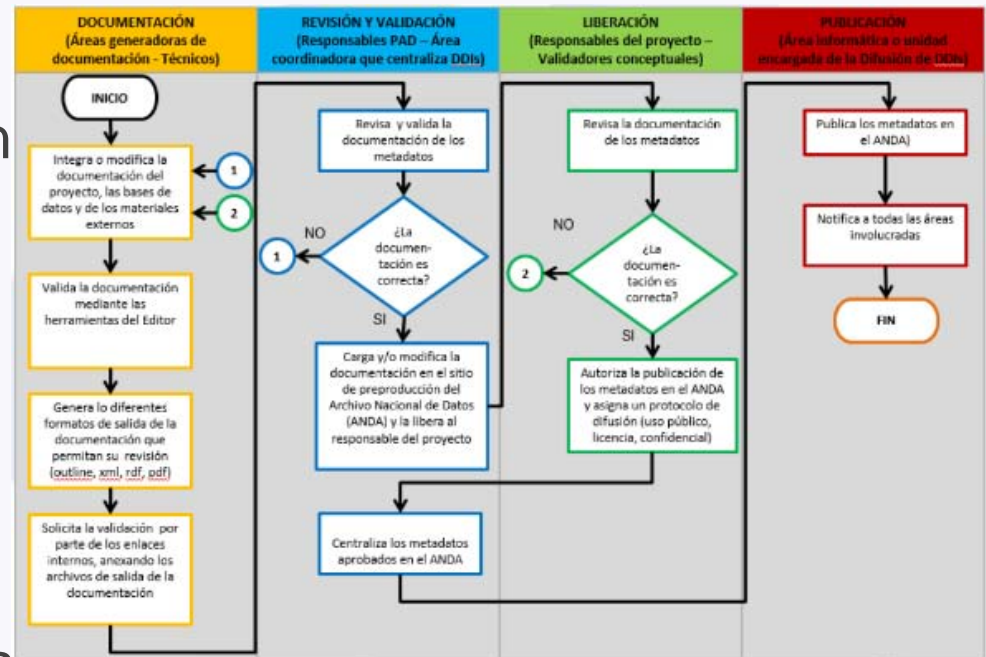 DOCUMENTACIÓN
(Áreas generadoras de
documentación - Técnicos)
REVISIÓN Y VALIDACIÓN
(Responsables PAD – Área
coordinadora que centraliza DDIs)
LIBERACIÓN
(Responsables del proyecto –
Validadores conceptuales)
PUBLICACIÓN
(Área informática o unidad
encargada de la Difusión de DDIs)
INICIO
Integra o modifica la
documentación del
proyecto, las bases de
datos y de los materiales
externos
1
2
Valida la documentación
mediante las
herramientas del Editor
Genera lo diferentes
formatos de salida de la
documentación que
permitan su revisión
(outline, xml, rdf, pdf)
Solicita la validación por
parte de los enlaces
internos, anexando los
archivos de salida de la
documentación
Revisa y valida la
documentación de los
metadatos
NO
1
¿La
documen-
tación es
correcta?
SI
Carga y/o modifica la
documentación en el sitio
de preproducción del
Archivo Nacional de Datos
(ANDA) y la libera al
responsable del proyecto
Centraliza los metadatos
aprobados en el ANDA
Revisa la documentación
de los metadatos
NO
2
¿La
documen-
tación es
correcta?
SI
Autoriza la publicación de
los metadatos en el ANDA
y asigna un protocolo de
difusión (uso público,
licencia, confidencial)
Publica los metadatos en
el ANDA)
Notifica a todas las áreas
involucradas
FIN
n